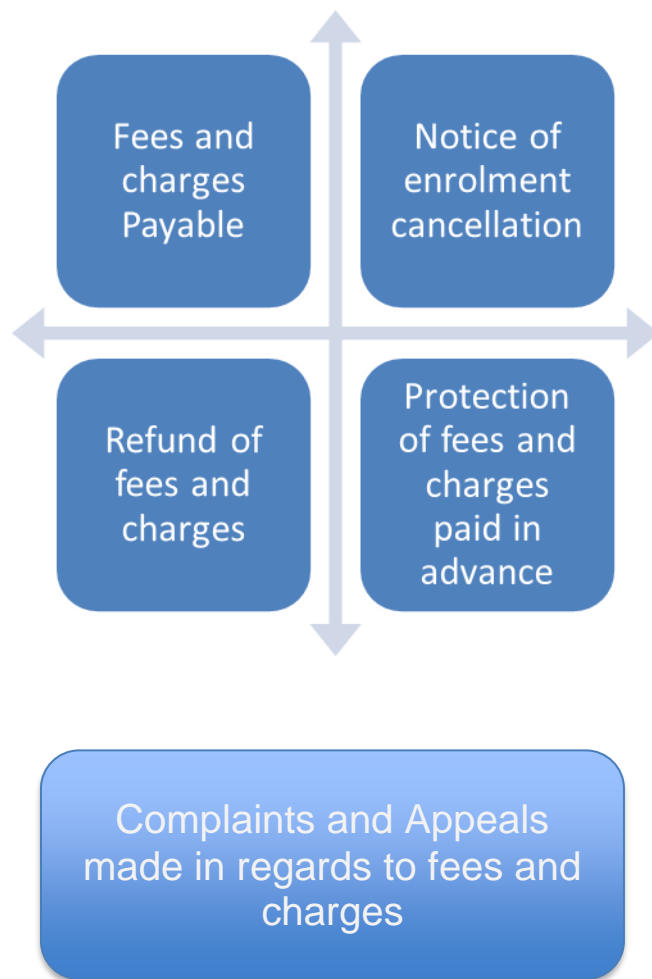 Fees and
charges
Payable
Notice of
enrolment
cancellation
Refund of
fees and
charges
Protection
of fees and
charges
paid in
advance
Complaints and Appeals
made in regards to fees and
charges